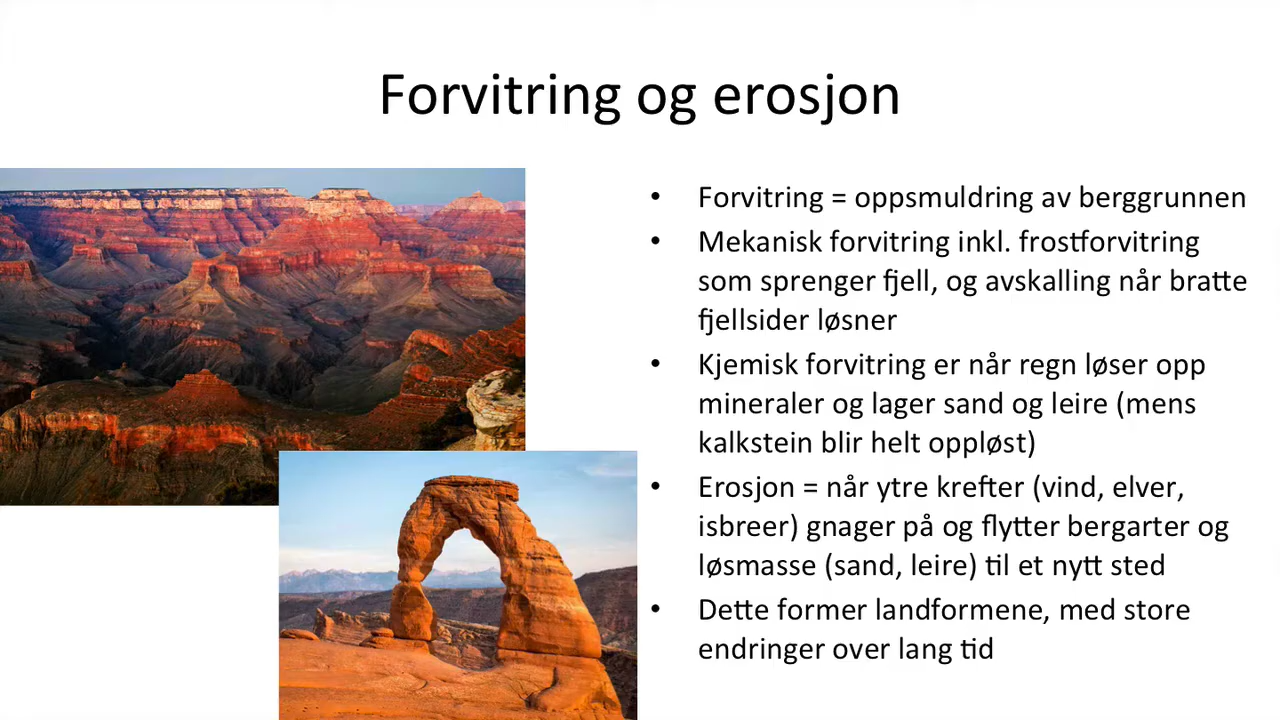 Forvitring og erosjon
• Forvitring = oppsmuldring av berggrunnen
• Mekanisk forvitring inkl. frostforvitring
som sprenger fjell, og avskalling når bratte
fjellsider løsner
• Kjemisk forvitring er når regn løser opp
mineraler og lager sand og leire (mens
kalkstein blir helt oppløst)
• Erosjon = når ytre krefter (vind, elver,
isbreer) gnager på og flytter bergarter og
løsmasse (sand, leire) til et nytt sted
• Dette former landformene, med store
endringer over lang tid